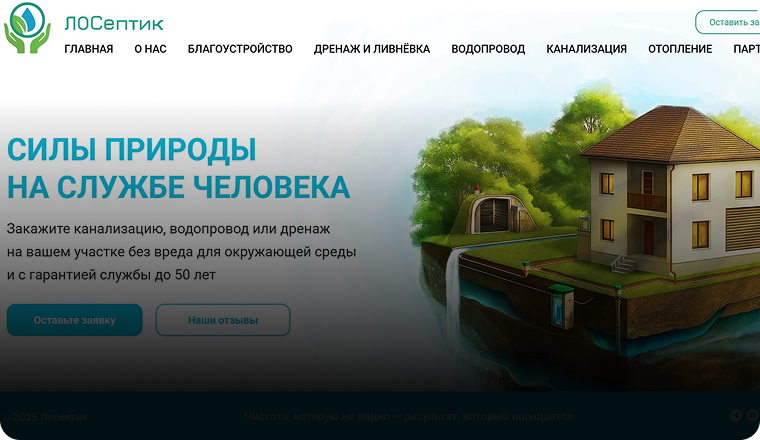 ЛОСептик
Оставить за
ГЛАВНАЯ О НАС БЛАГОУСТРОЙСТВО ДРЕНАЖ И ЛИВНЁВКА ВОДОПРОВОД КАНАЛИЗАЦИЯ ОТОПЛЕНИЕ ПАРТ
СИЛЫ ПРИРОДЫ
НА СЛУЖБЕ ЧЕЛОВЕКА
Закажите канализацию, водопровод или дренаж
на вашем участке без вреда для окружающей среды
и с гарантией службы до 50 лет
Оставьте заявку Наши отзывы
с 2025 Лосептик Чистота, которую не видно — результат, который ощущается